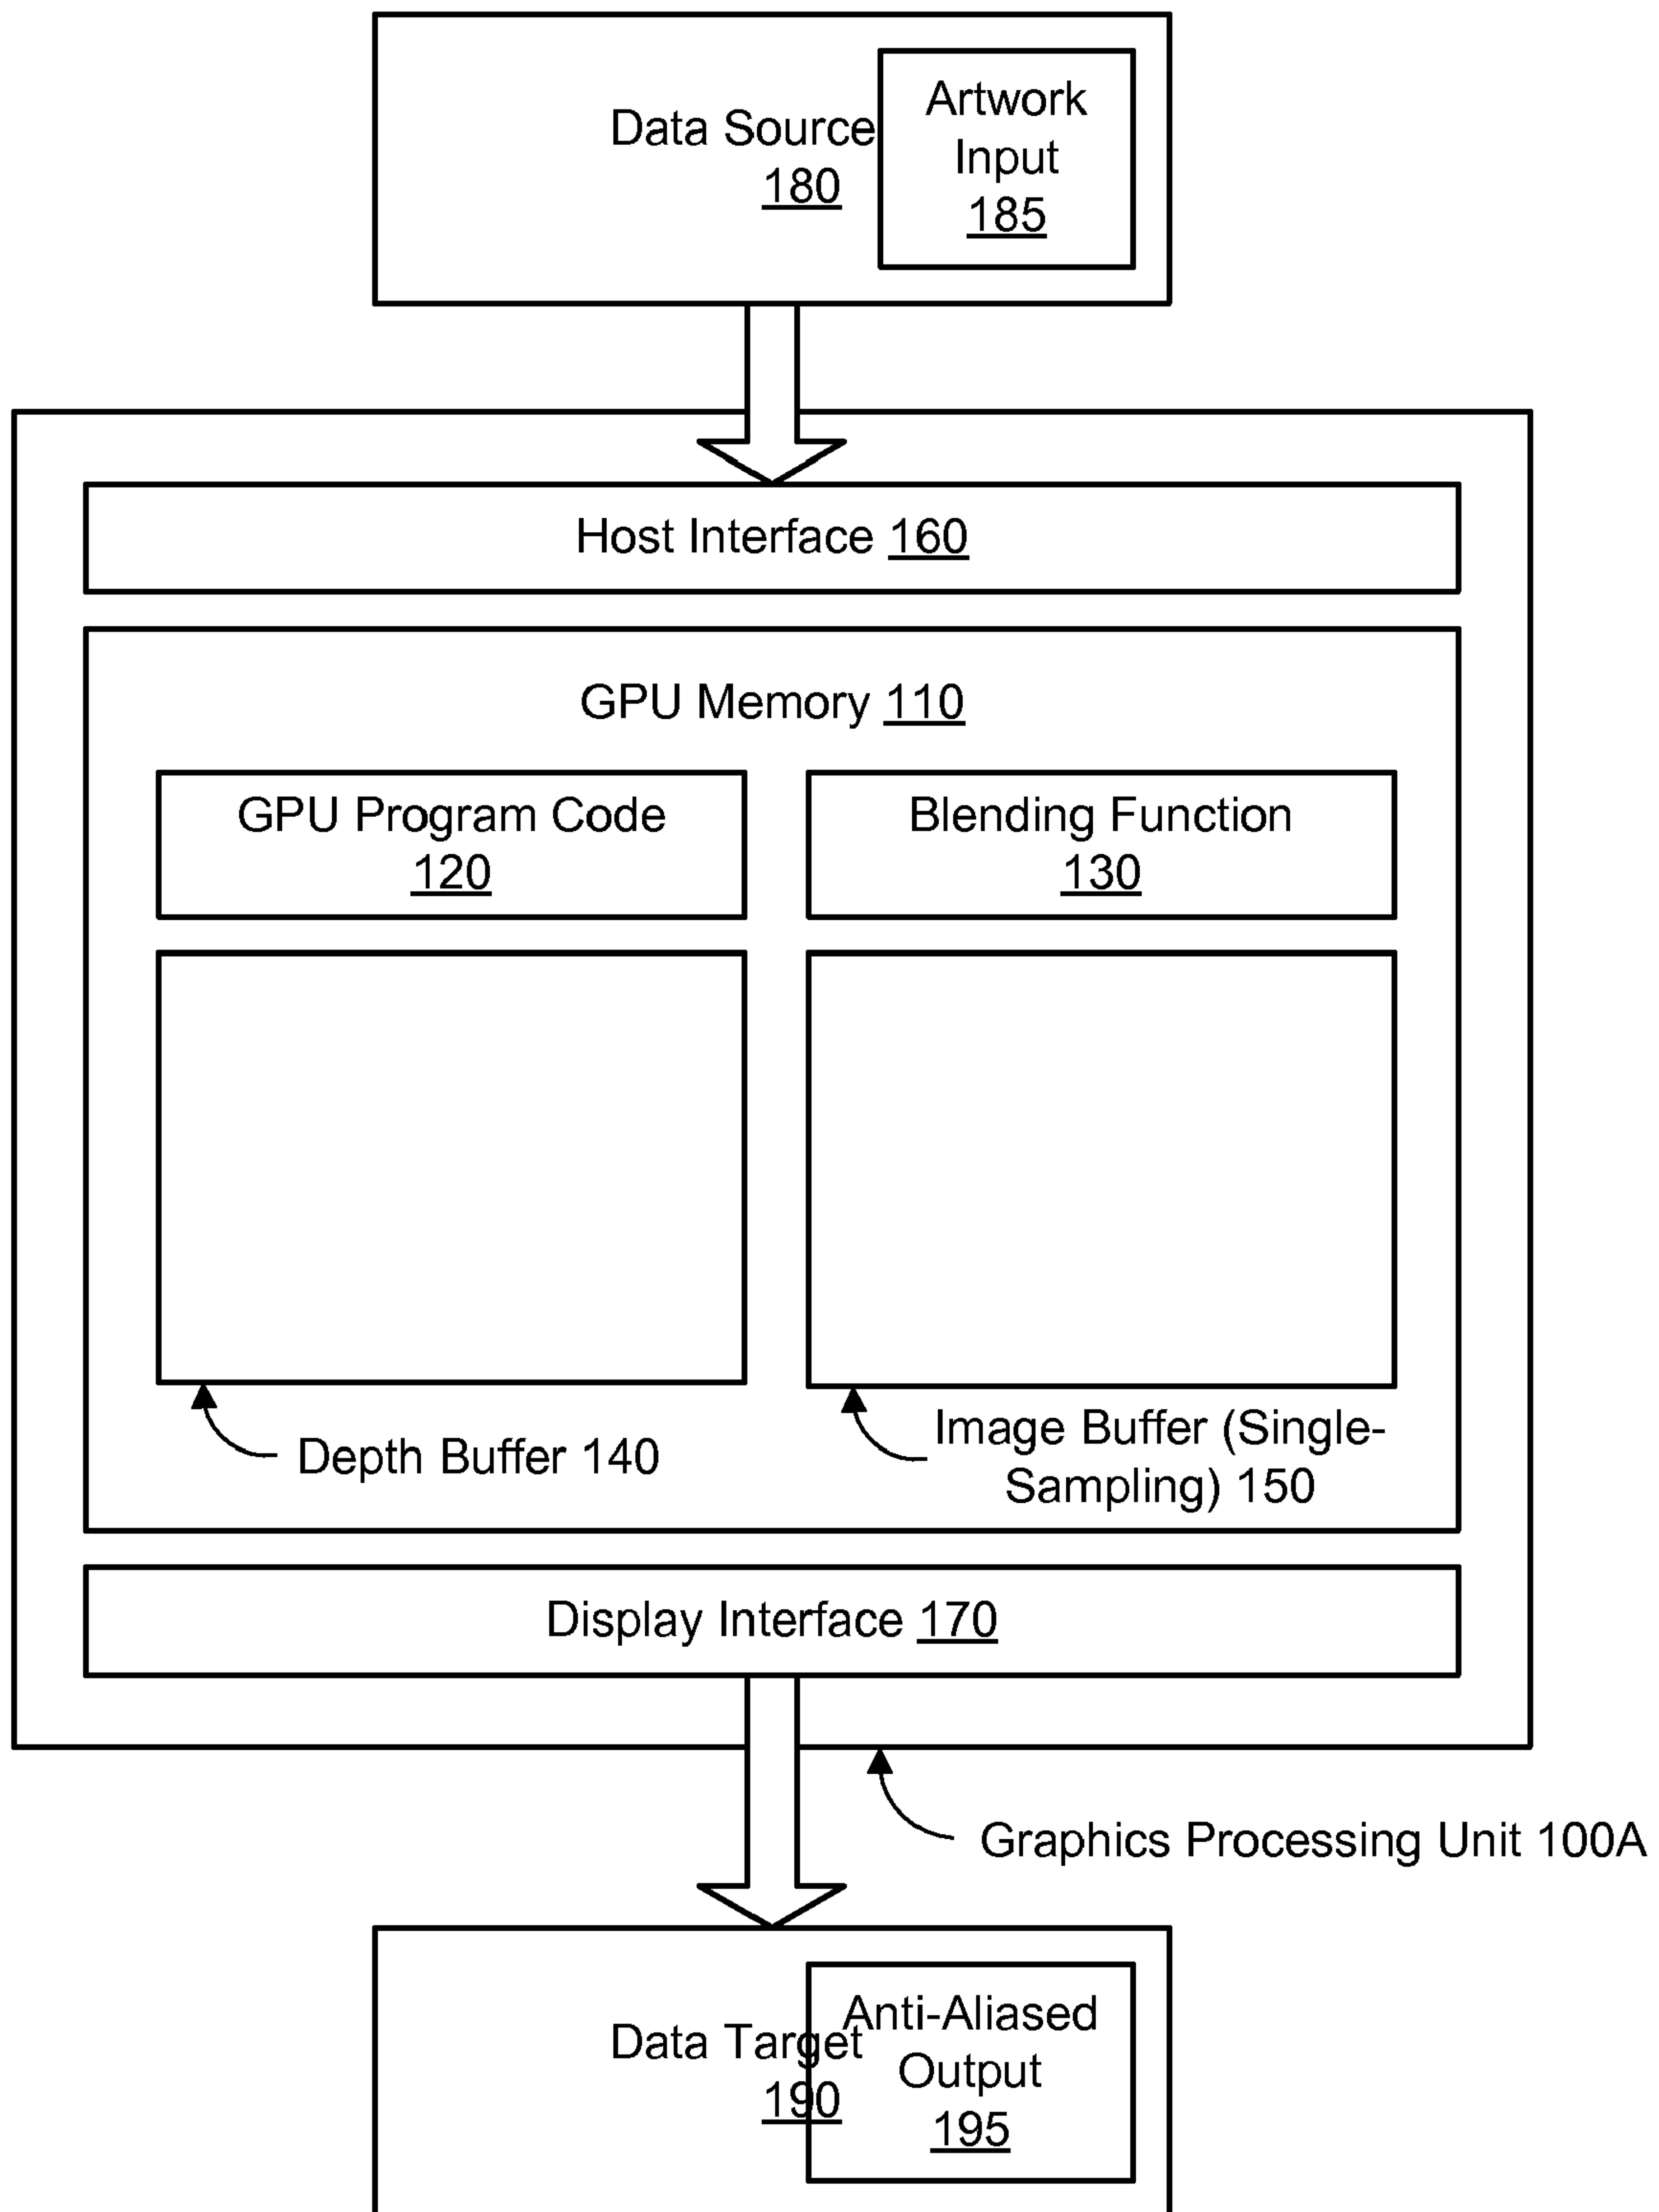 Data Source
180
Artwork
Input
185
Host Interface 160
GPU Memory 110
GPU Program Code
120
Blending Function
130
Depth Buffer 140
Image Buffer (Single-
Sampling) 150
Display Interface 170
Graphics Processing Unit 100A
Data Target
190
Anti-Aliased
Output
195